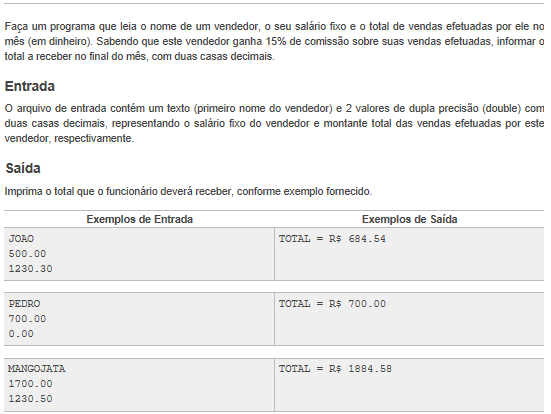 Faça um programa que leia o nome de um vendedor, o seu salário fixo e o total de vendas efetuadas por ele no
mês (em dinheiro). Sabendo que este vendedor ganha 15% de comissão sobre suas vendas efetuadas, informar o
total a receber no final do mês, com duas casas decimais.
Entrada
O arquivo de entrada contém um texto (primeiro nome do vendedor) e 2 valores de dupla precisão (double) com
duas casas decimais, representando o salário fixo do vendedor e montante total das vendas efetuadas por este
vendedor, respectivamente.
Saída
Imprima o total que o funcionário deverá receber, conforme exemplo fornecido.
Exemplos de Entrada Exemplos de Saída
JOAO TOTAL = R$ 684.54
500.00
1230.30
PEDRO TOTAL = R$ 700.00
700.00
0.00
MANGOJATA TOTAL = R$ 1884.58
1700.00
1230.50